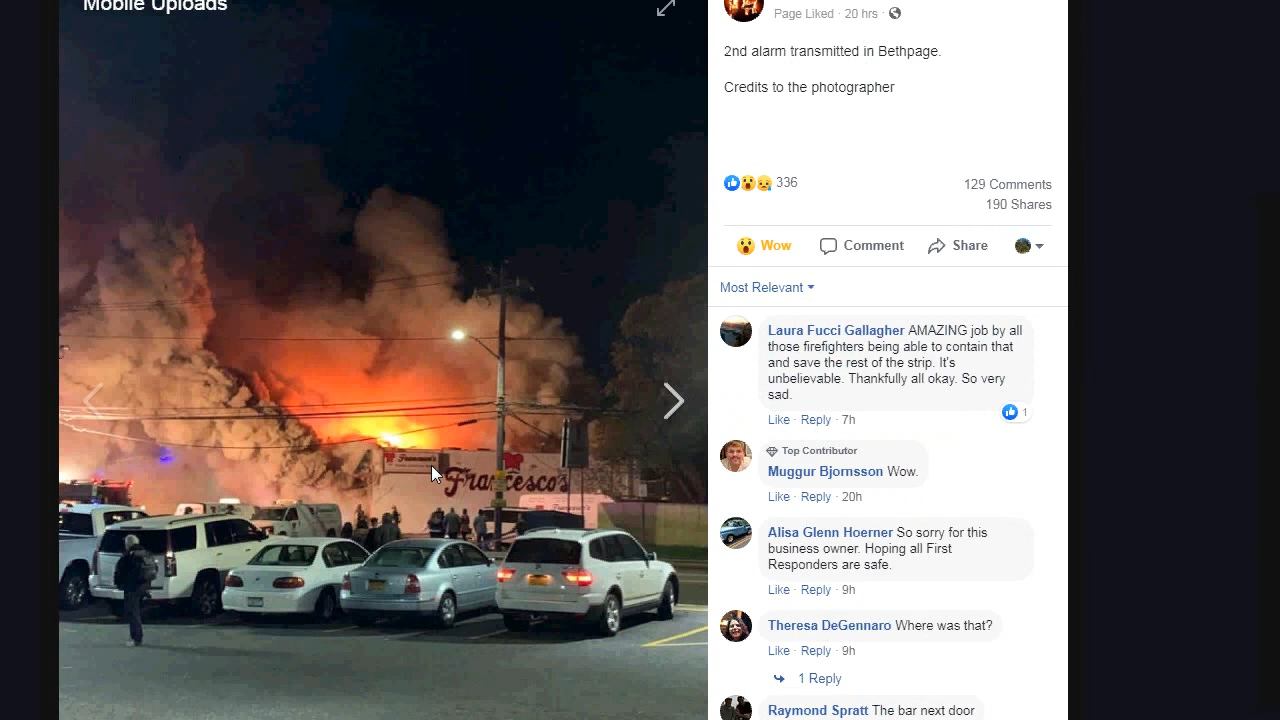 Mobile Uploads
Page Liked · 20 hrs ·
2nd alarm transmitted in Bethpage.
Credits to the photographer
336
129 Comments
190 Shares
Wow
Comment
Share
Most Relevant
Laura Fucci Gallagher AMAZING job by all
those firefighters being able to contain that
and save the rest of the strip. It's
unbelievable. Thankfully all okay. So very
sad.
1
Like · Reply · 7h
Top Contributor
Muggur Bjornsson Wow.
Like · Reply · 20h
Alisa Glenn Hoerner So sorry for this
business owner. Hoping all First
Responders are safe.
Like · Reply · 9h
Theresa DeGennaro Where was that?
Like · Reply · 9h
1 Reply
Raymond Spratt The bar next door
Francesco's
Francesco's